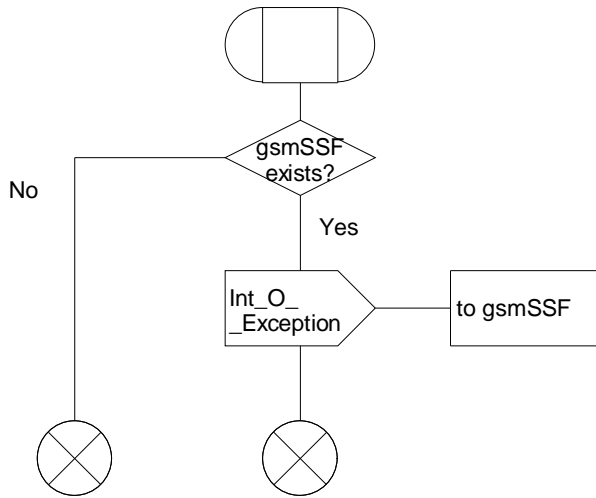 gsmSSF
exists?
No
Yes
Int_O_
_Exception
to gsmSSF